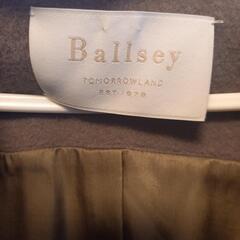 Ballsey
TOMORROWLAND
EST 1978